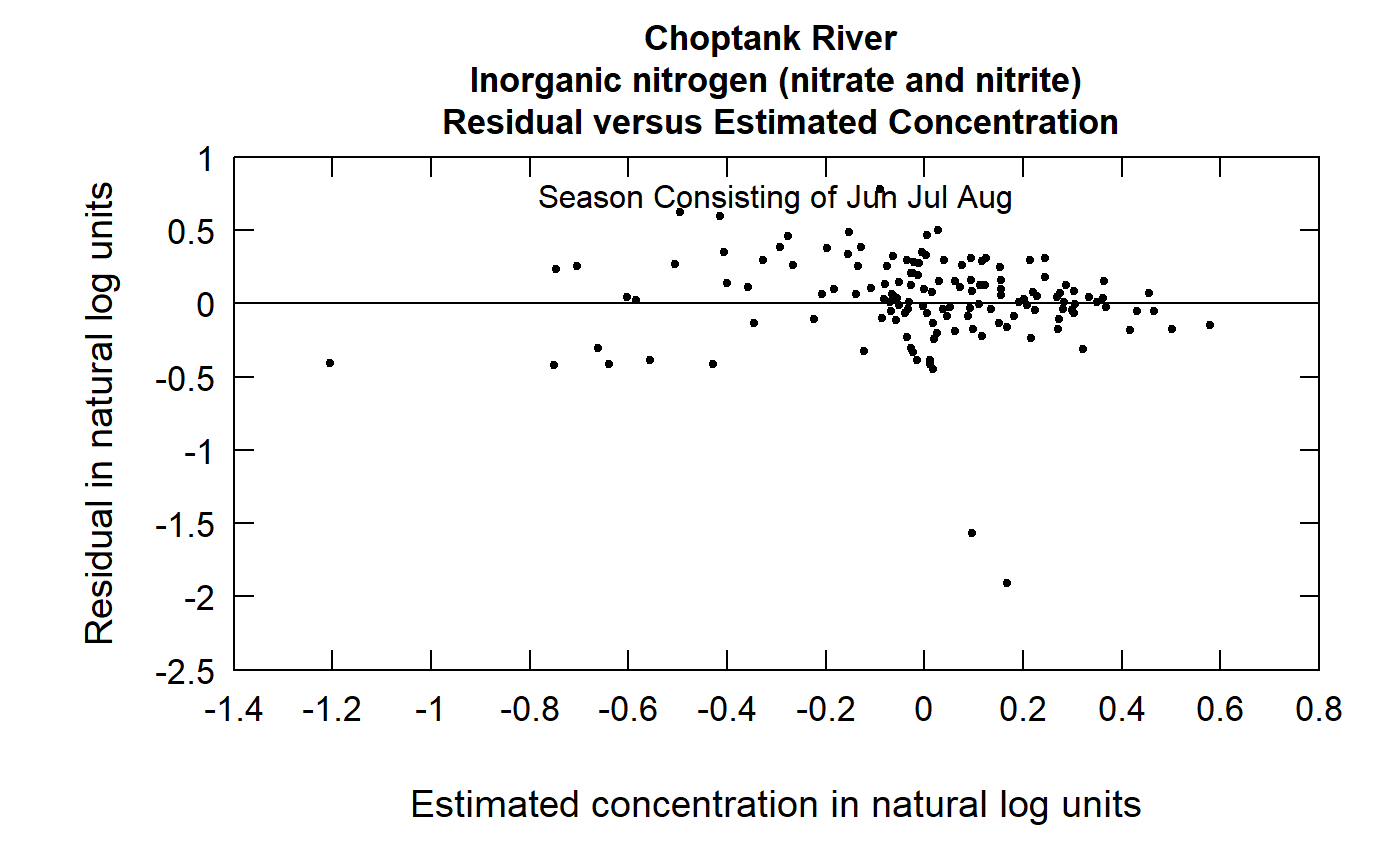 Choptank River
Inorganic nitrogen (nitrate and nitrite)
Residual versus Estimated Concentration
Season Consisting of Jun Jul Aug
Residual in natural log units
1
0.5
0
-0.5
-1
-1.5
-2
-2.5
-1.4 -1.2 -1 -0.8 -0.6 -0.4 -0.2 0 0.2 0.4 0.6 0.8
Estimated concentration in natural log units